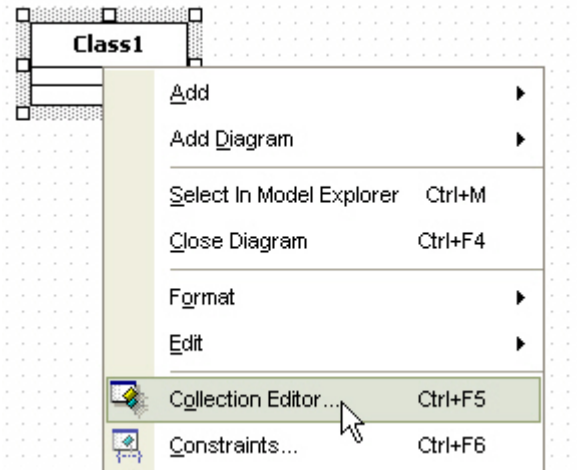 Class1
Add
Add Diagram
Select In Model Explorer Ctrl+M
Close Diagram Ctrl+F4
Format
Edit
Collection Editor... Ctrl+F5
Constraints... Ctrl+F6